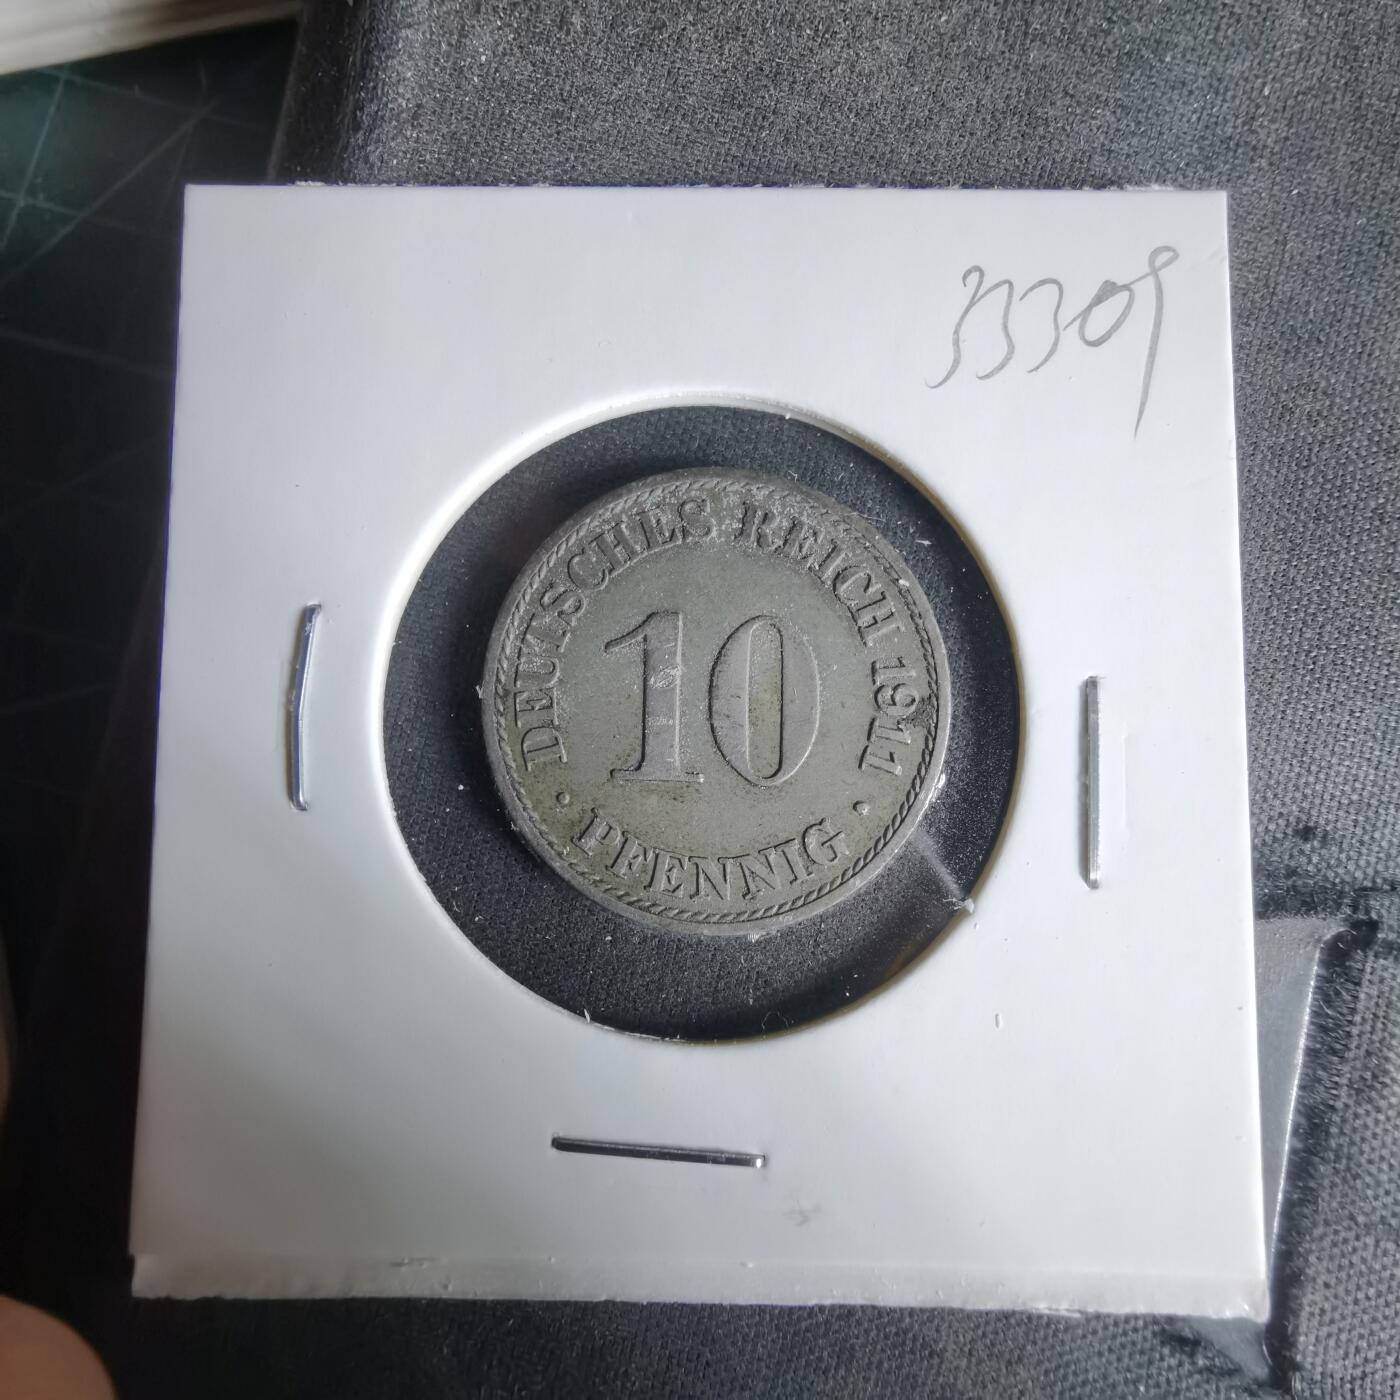 33309
DEUTSCHES REICH 1911
10
· PFENNIG ·